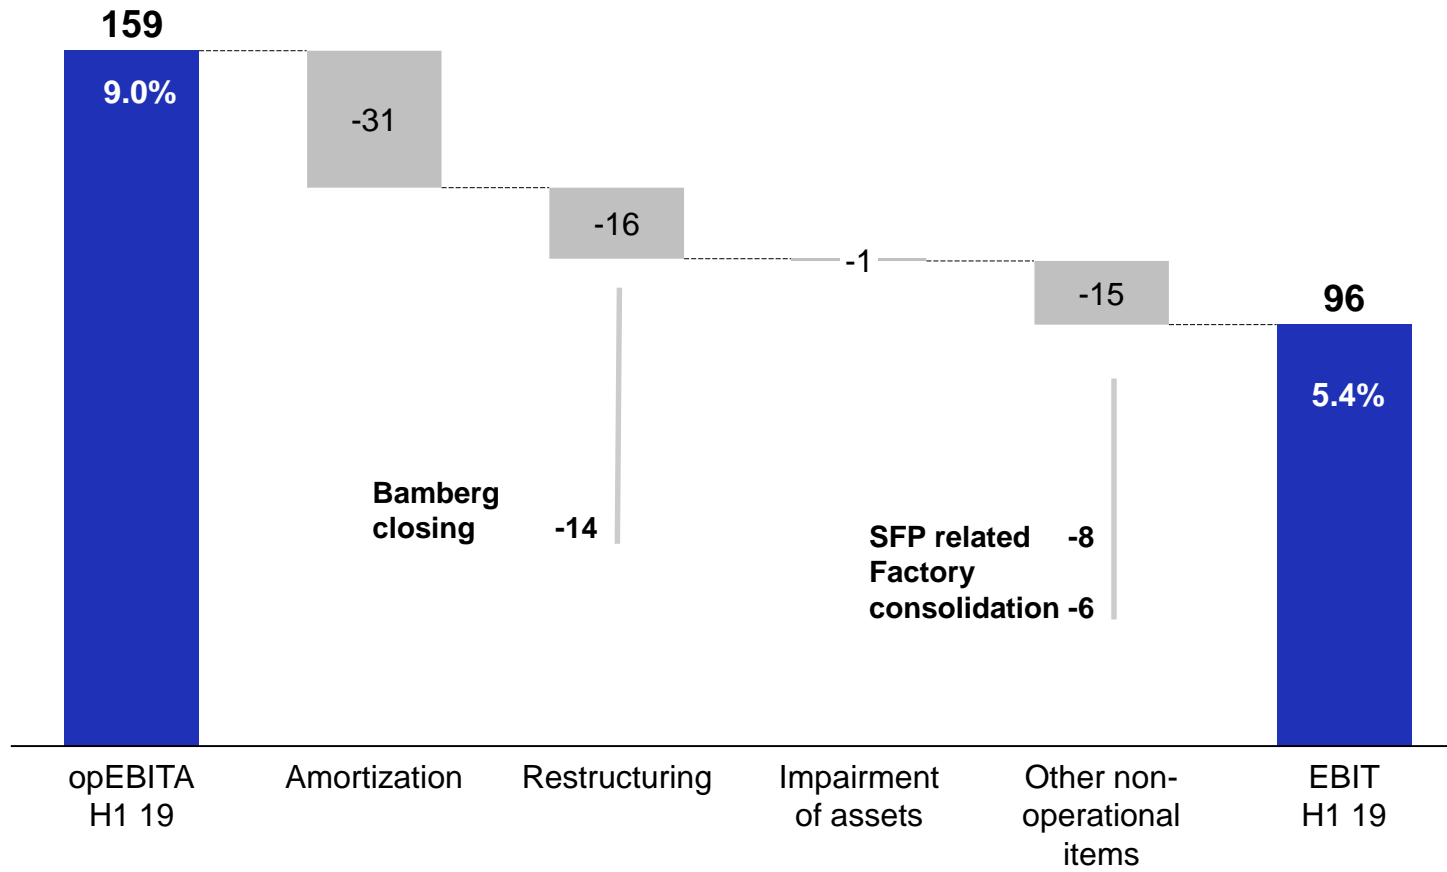 159
9.0%
-31
-16
-1
-15
96
5.4%
Bamberg
closing -14
SFP related -8
Factory
consolidation -6
opEBITA
H1 19
Amortization
Restructuring
Impairment
of assets
Other non-
operational
items
EBIT
H1 19